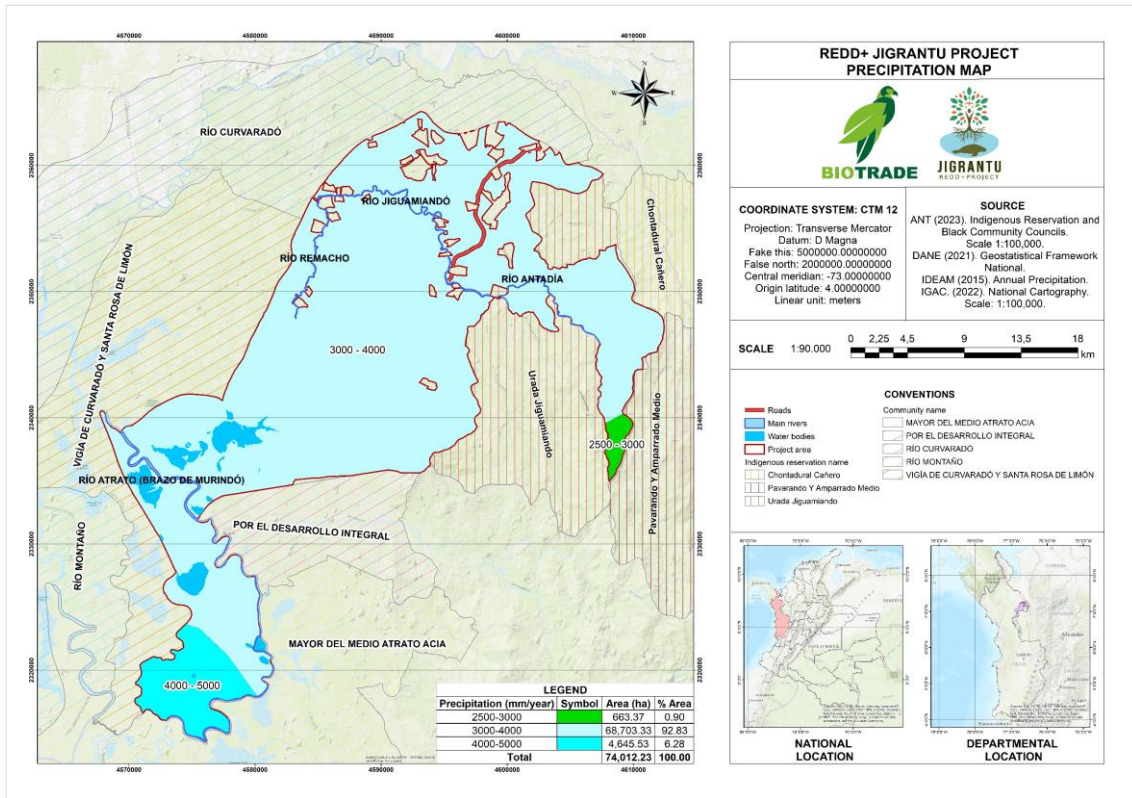 4670000 4680000 4690000 4600000 4610000
2360000
2350000
2340000
2330000
2320000
N
W E
S
RÍO CURVARADÓ
RÍO JIGUAMIANDÓ
RÍO REMACHO
RÍO ANTADÍA
Chontadural Cañero
VIGÍA DE CURVARADÓ Y SANTA ROSA DE LIMÓN
3000 - 4000
Urada Jiguamiando
Pavarando Y Amparrado Medio
2500 - 3000
RÍO ATRATO (BRAZO DE MURINDÓ)
POR EL DESARROLLO INTEGRAL
RÍO MONTAÑO
MAYOR DEL MEDIO ATRATO ACIA
4000 - 5000
LEGEND
Precipitation (mm/year) Symbol Area (ha) % Area
2500-3000 663.37 0.90
3000-4000 68,703.33 92.83
4000-5000 4,645.53 6.28
Total 74,012.23 100.00
4670000 4680000 4690000 4600000 4610000
REDD+ JIGRANTU PROJECT
PRECIPITATION MAP
BIOTRADE
JIGRANTU
REDD+PROJECT
COORDINATE SYSTEM: CTM 12
Projection: Transverse Mercator
Datum: D Magna
Fake this: 5000000.00000000
False north: 2000000.00000000
Central meridian: -73.00000000
Origin latitude: 4.00000000
Linear unit: meters
SOURCE
ANT (2023). Indigenous Reservation and
Black Community Councils.
Scale 1:100,000.
DANE (2021). Geostatistical Framework
National.
IDEAM (2015). Annual Precipitation.
IGAC. (2022). National Cartography.
Scale: 1:100,000.
SCALE 1:90.000
0 2,25 4,5 9 13,5 18
km
CONVENTIONS
Roads
Main rivers
Water bodies
Project area
Indigenous reservation name
Chontadural Cañero
Pavarando Y Amparrado Medio
Urada Jiguamiando
Community name
MAYOR DEL MEDIO ATRATO ACIA
POR EL DESARROLLO INTEGRAL
RÍO CURVARADO
RÍO MONTAÑO
VIGÍA DE CURVARADÓ Y SANTA ROSA DE LIMÓN
COLOMBIA
NATIONAL
LOCATION
DEPARTMENTAL
LOCATION